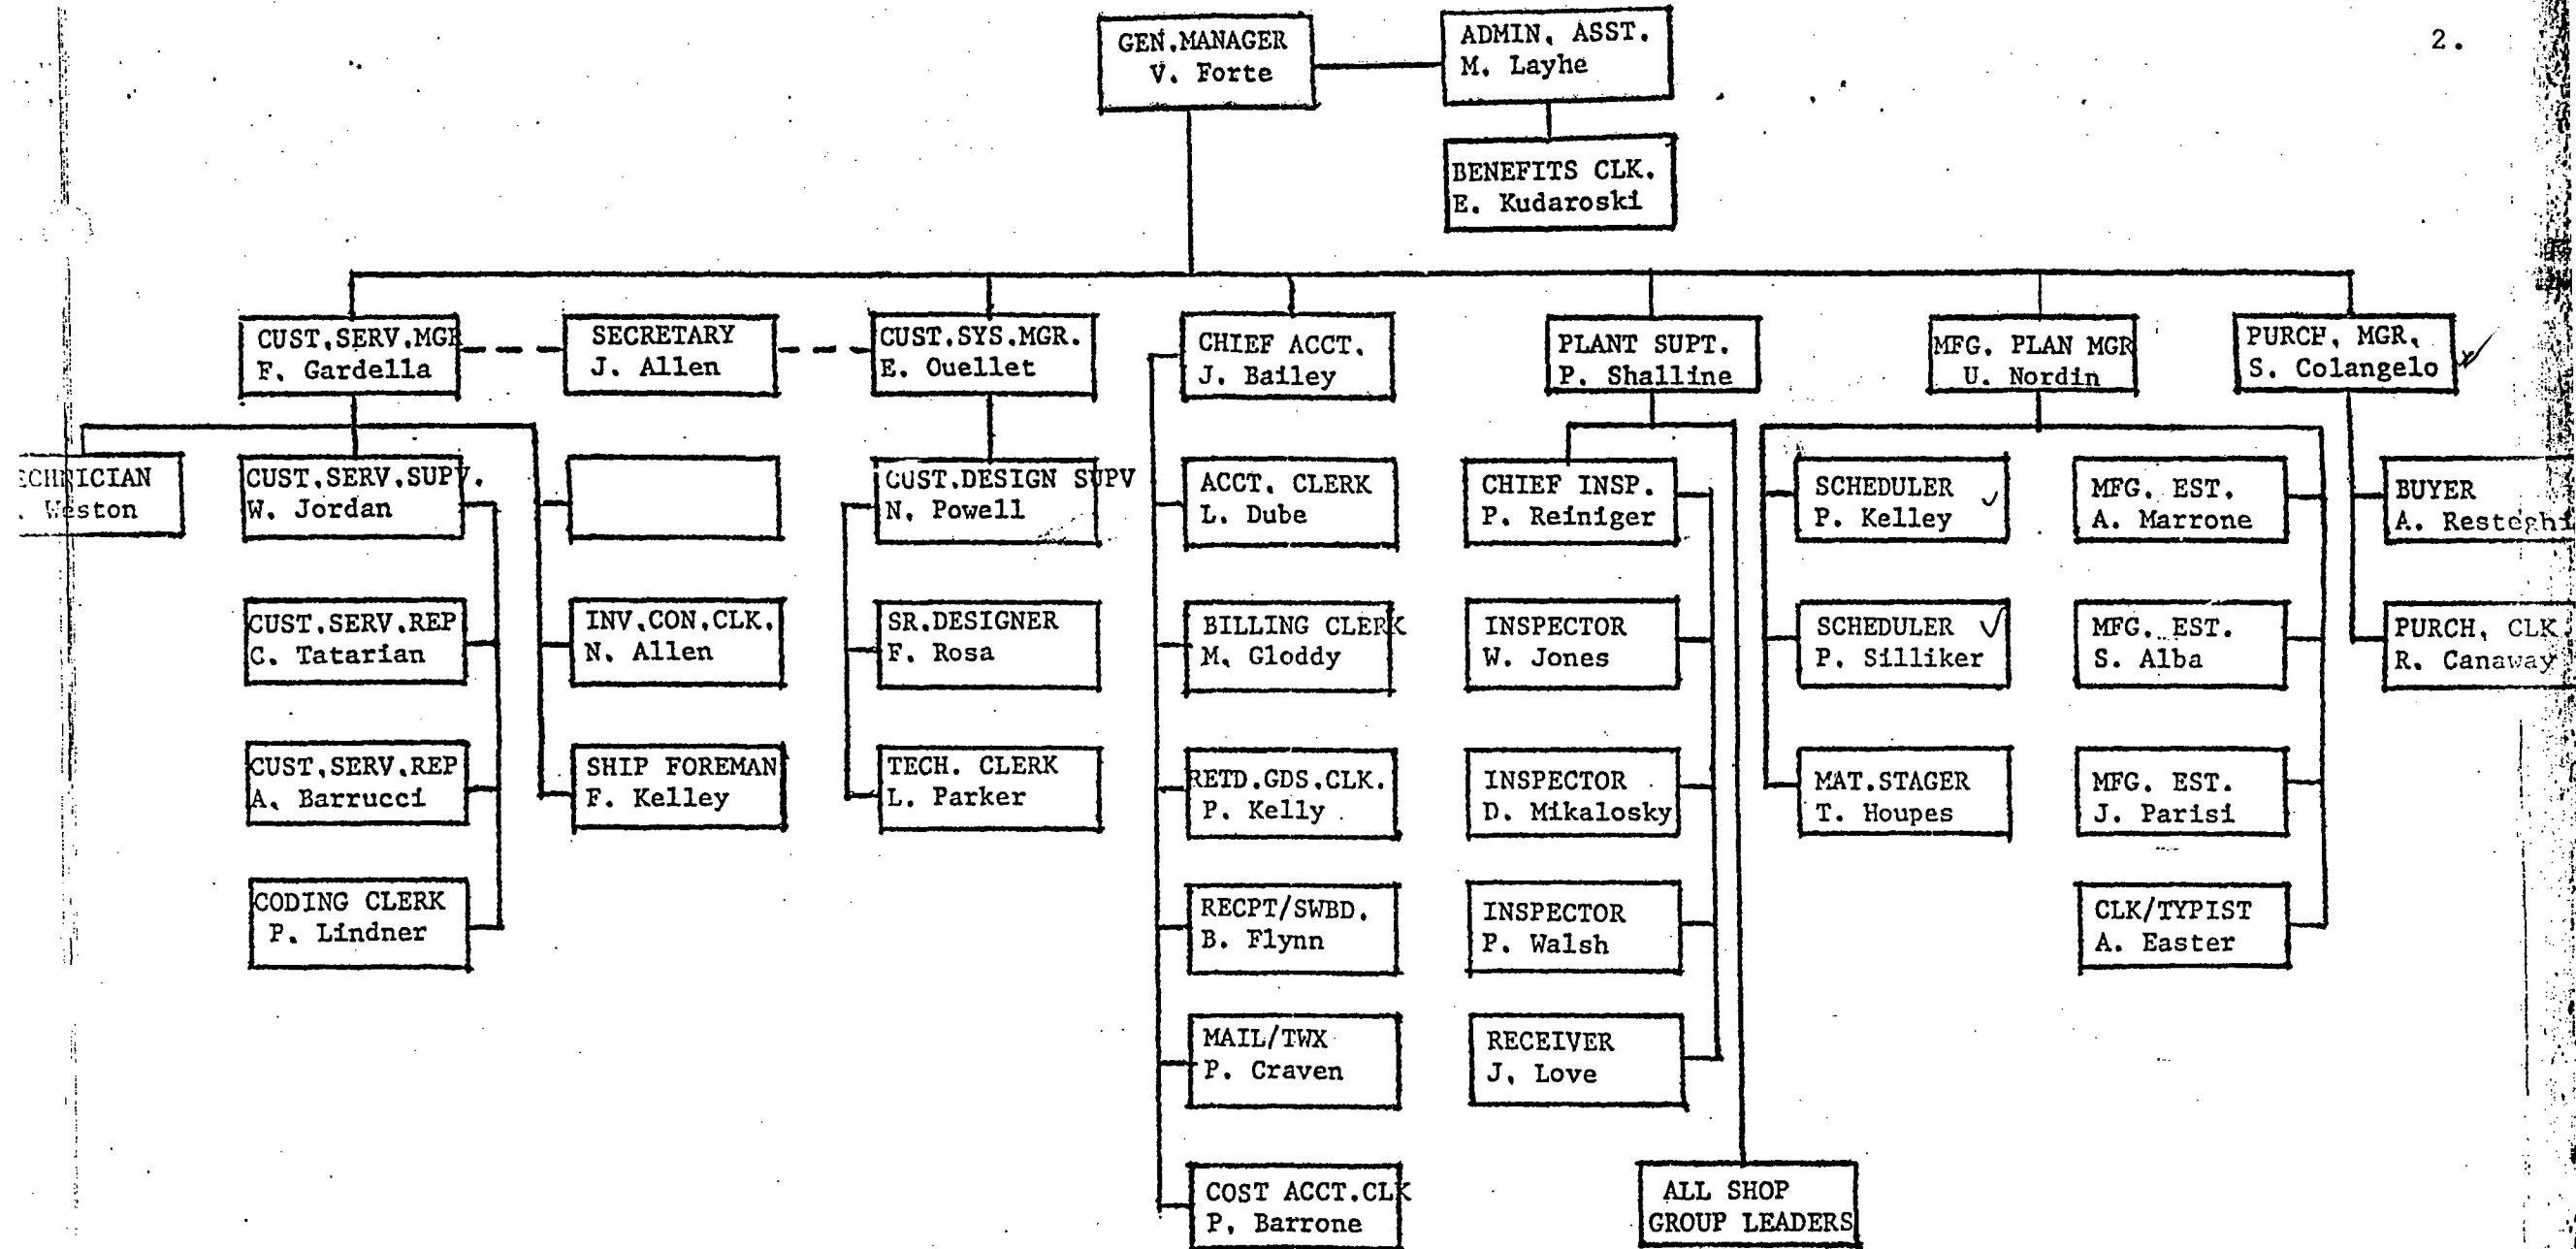 2.
GEN.MANAGER
V. Forte
ADMIN. ASST.
M. Layhe
BENEFITS CLK.
E. Kudaroski
CUST.SERV.MGR
F. Gardella
SECRETARY
J. Allen
CUST.SYS.MGR.
E. Ouellet
CHIEF ACCT.
J. Bailey
PLANT SUPT.
P. Shalline
MFG. PLAN MGR
U. Nordin
PURCH. MGR.
S. Colangelo
ECHNICIAN
. Weston
CUST.SERV.SUPV.
W. Jordan
CUST.SERV.REP
C. Tatarian
CUST.SERV.REP
A. Barrucci
CODING CLERK
P. Lindner
INV.CON.CLK.
N. Allen
SHIP FOREMAN
F. Kelley
CUST.DESIGN SUPV
N. Powell
SR.DESIGNER
F. Rosa
TECH. CLERK
L. Parker
ACCT. CLERK
L. Dube
BILLING CLERK
M. Gloddy
RETD.GDS.CLK.
P. Kelly
RECPT/SWBD.
B. Flynn
MAIL/TWX
P. Craven
COST ACCT.CLK
P. Barrone
CHIEF INSP.
P. Reiniger
INSPECTOR
W. Jones
INSPECTOR
D. Mikalosky
INSPECTOR
P. Walsh
RECEIVER
J. Love
ALL SHOP
GROUP LEADERS
SCHEDULER
P. Kelley
SCHEDULER
P. Silliker
MAT.STAGER
T. Houpes
MFG. EST.
A. Marrone
MFG. EST.
S. Alba
MFG. EST.
J. Parisi
CLK/TYPIST
A. Easter
BUYER
A. Resteghi
PURCH. CLK.
R. Canaway